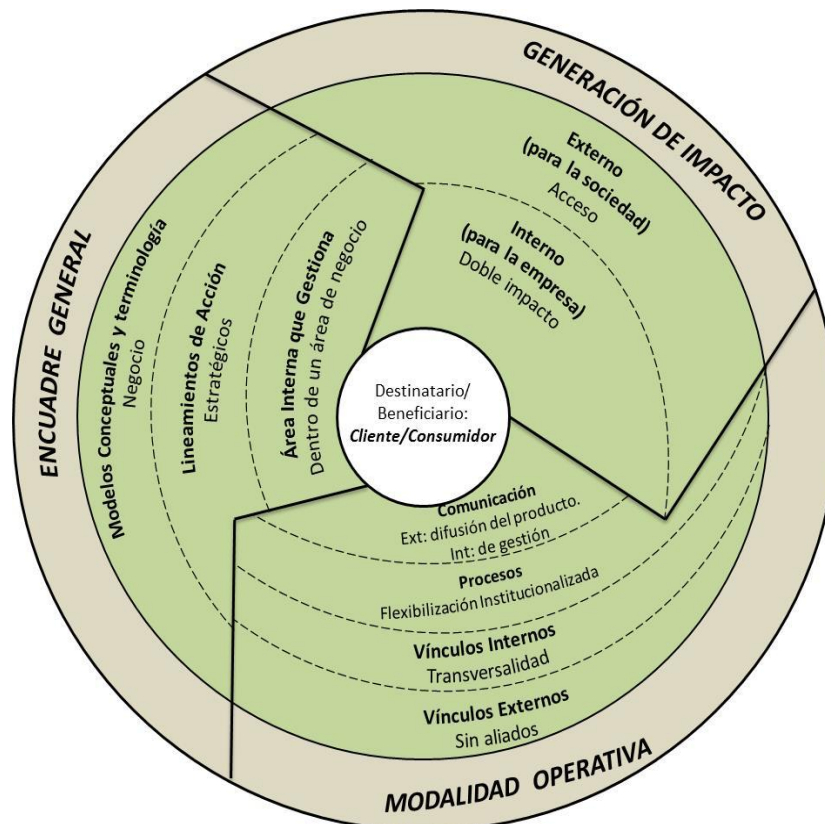 GENERACIÓN DE IMPACTO
Externo
(para la sociedad)
Acceso
Interno
(para la empresa)
Doble impacto
ENCUADRE GENERAL
Modelos Conceptuales y terminología
Negocio
Lineamientos de Acción
Estratégicos
Área Interna que Gestiona
Dentro de un área de negocio
Destinatario/
Beneficiario:
Cliente/Consumidor
Comunicación
Ext: difusión del producto.
Int: de gestión
Procesos
Flexibilización Institucionalizada
Vínculos Internos
Transversalidad
Vínculos Externos
Sin aliados
MODALIDAD OPERATIVA